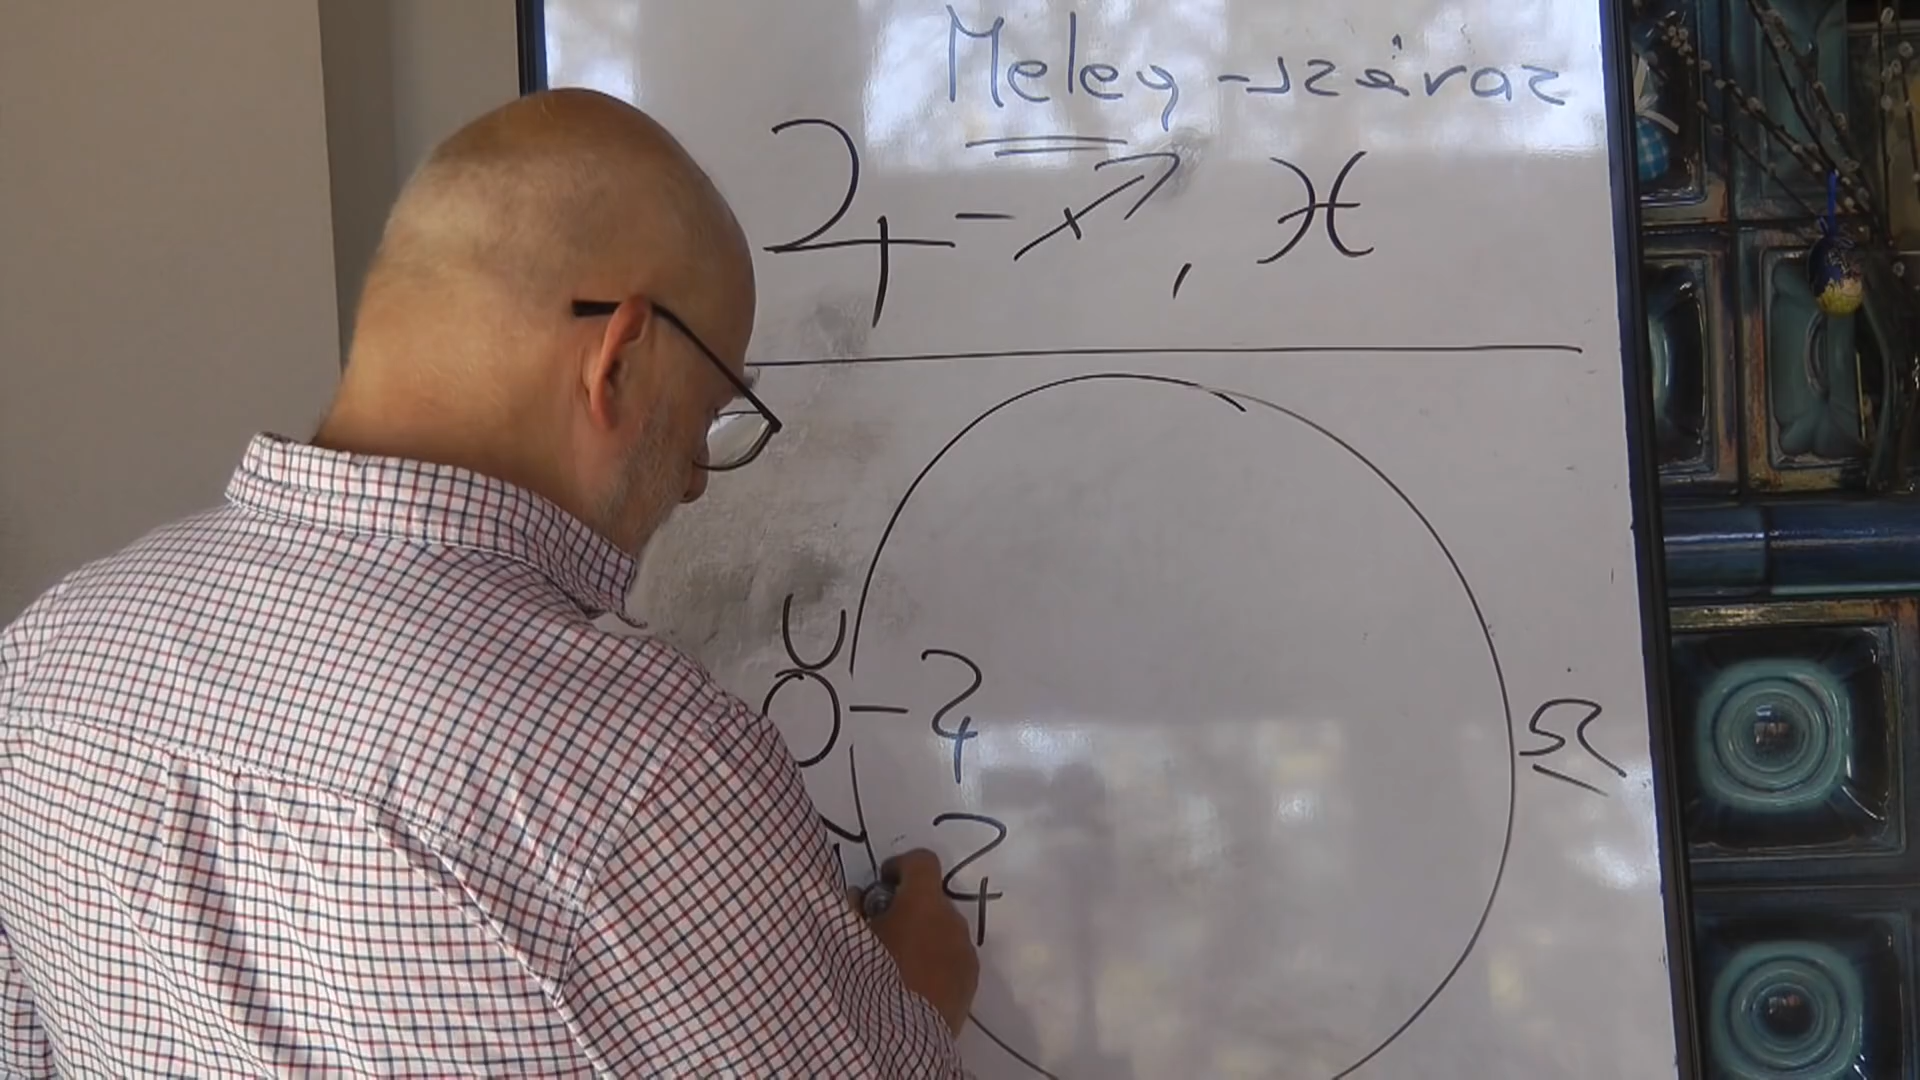 Meleg-száraz
♃ - ♐, ♓
♉ - ♃
♎
♃